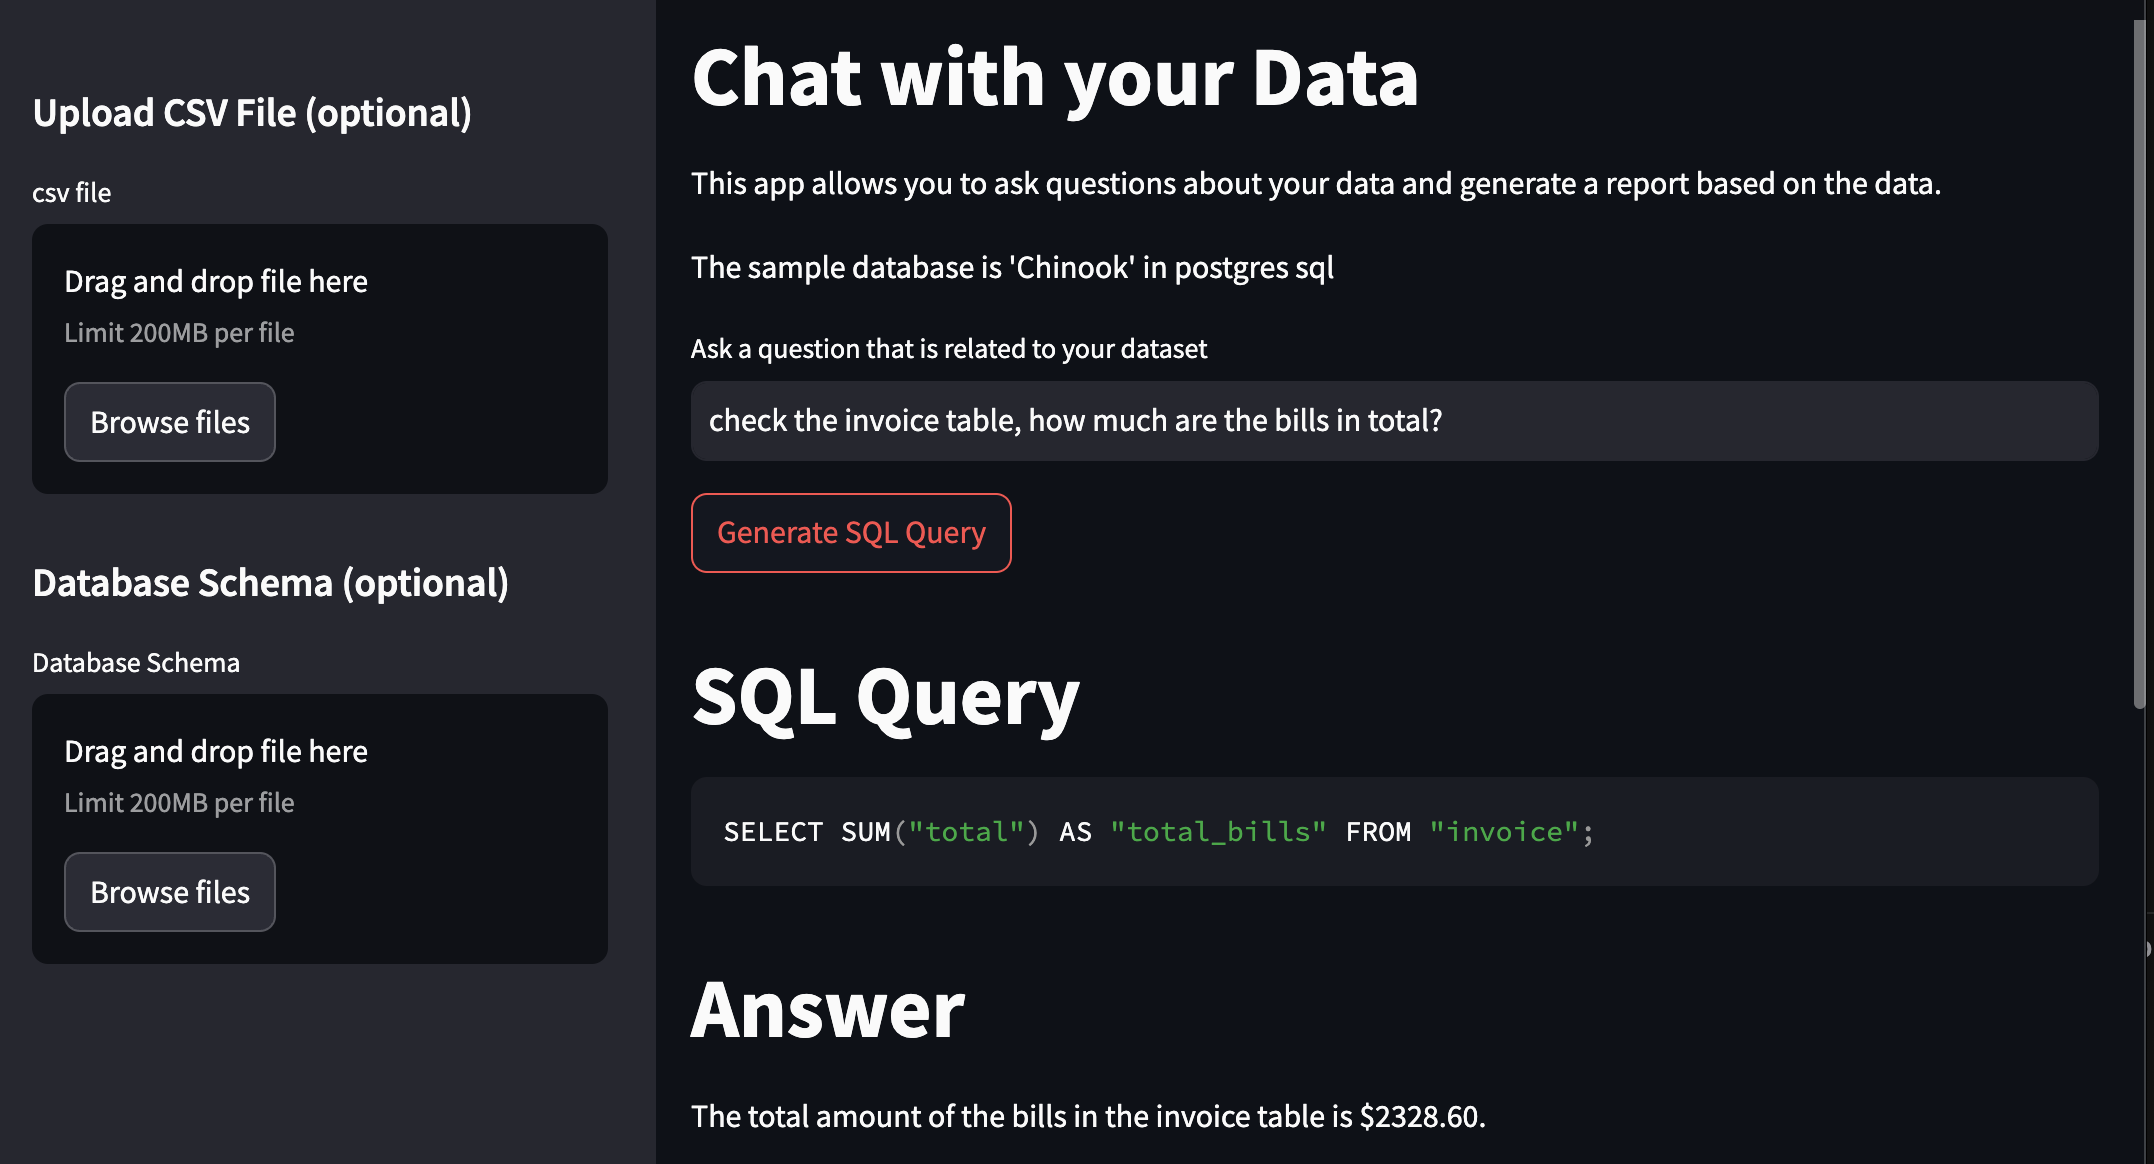 Upload CSV File (optional)
csv file
Drag and drop file here
Limit 200MB per file
Browse files
Database Schema (optional)
Database Schema
Drag and drop file here
Limit 200MB per file
Browse files
Chat with your Data
This app allows you to ask questions about your data and generate a report based on the data.
The sample database is 'Chinook' in postgres sql
Ask a question that is related to your dataset
check the invoice table, how much are the bills in total?
Generate SQL Query
SQL Query
SELECT SUM("total") AS "total_bills" FROM "invoice";
Answer
The total amount of the bills in the invoice table is $2328.60.